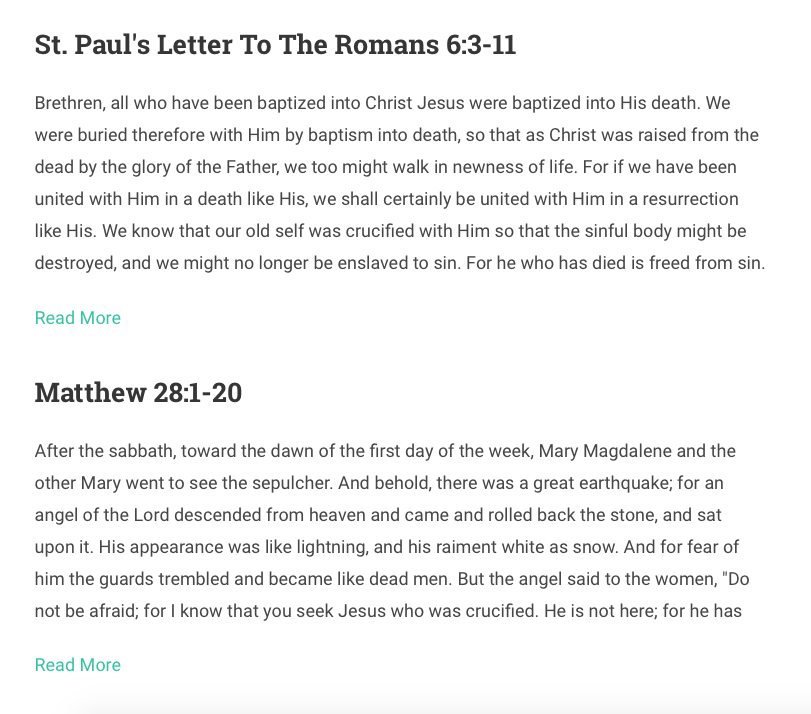 St. Paul's Letter To The Romans 6:3-11
Brethren, all who have been baptized into Christ Jesus were baptized into His death. We
were buried therefore with Him by baptism into death, so that as Christ was raised from the
dead by the glory of the Father, we too might walk in newness of life. For if we have been
united with Him in a death like His, we shall certainly be united with Him in a resurrection
like His. We know that our old self was crucified with Him so that the sinful body might be
destroyed, and we might no longer be enslaved to sin. For he who has died is freed from sin.
Read More
Matthew 28:1-20
After the sabbath, toward the dawn of the first day of the week, Mary Magdalene and the
other Mary went to see the sepulcher. And behold, there was a great earthquake; for an
angel of the Lord descended from heaven and came and rolled back the stone, and sat
upon it. His appearance was like lightning, and his raiment white as snow. And for fear of
him the guards trembled and became like dead men. But the angel said to the women, "Do
not be afraid; for I know that you seek Jesus who was crucified. He is not here; for he has
Read More